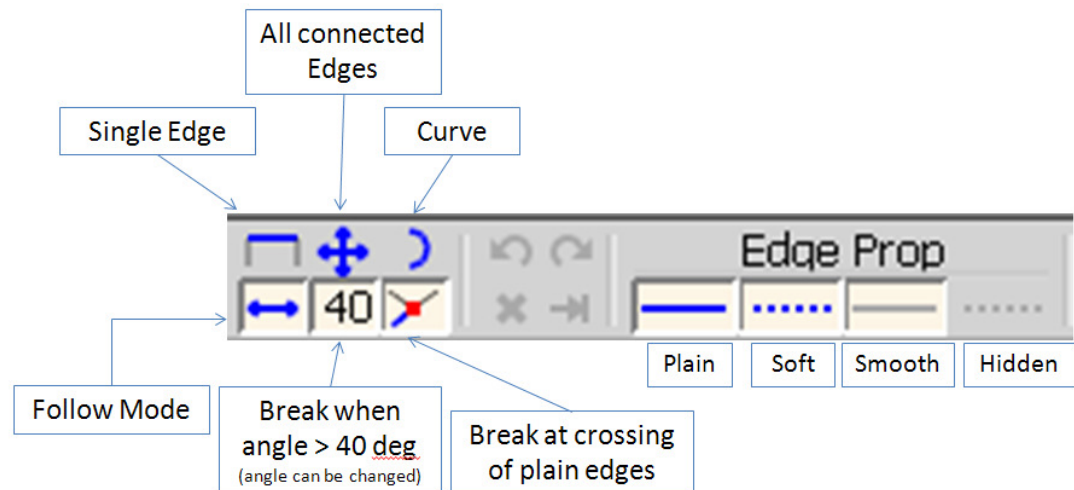 All connected
Edges
Single Edge
Curve
Edge Prop
40
Plain
Soft
Smooth
Hidden
Follow Mode
Break when
angle > 40 deg
(angle can be changed)
Break at crossing
of plain edges